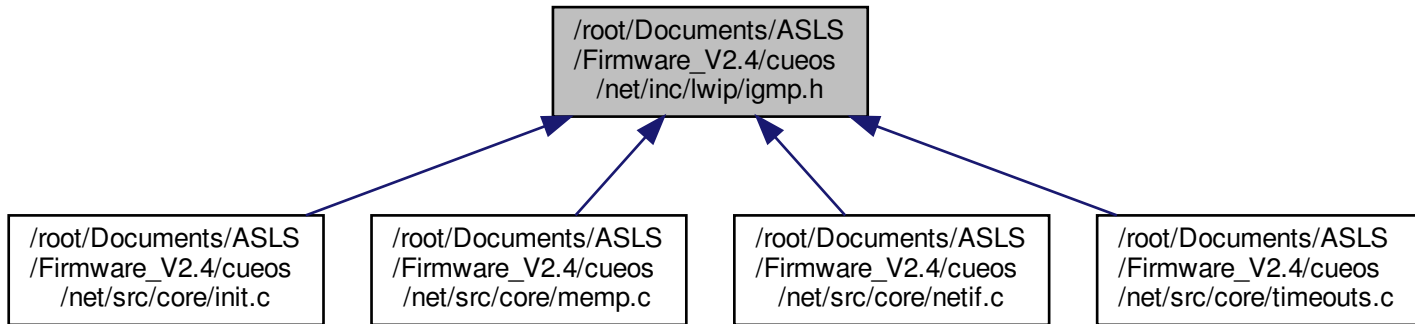 /root/Documents/ASLS
/Firmware_V2.4/cueos
/net/inc/lwip/igmp.h
/root/Documents/ASLS
/Firmware_V2.4/cueos
/net/src/core/init.c
/root/Documents/ASLS
/Firmware_V2.4/cueos
/net/src/core/memp.c
/root/Documents/ASLS
/Firmware_V2.4/cueos
/net/src/core/netif.c
/root/Documents/ASLS
/Firmware_V2.4/cueos
/net/src/core/timeouts.c